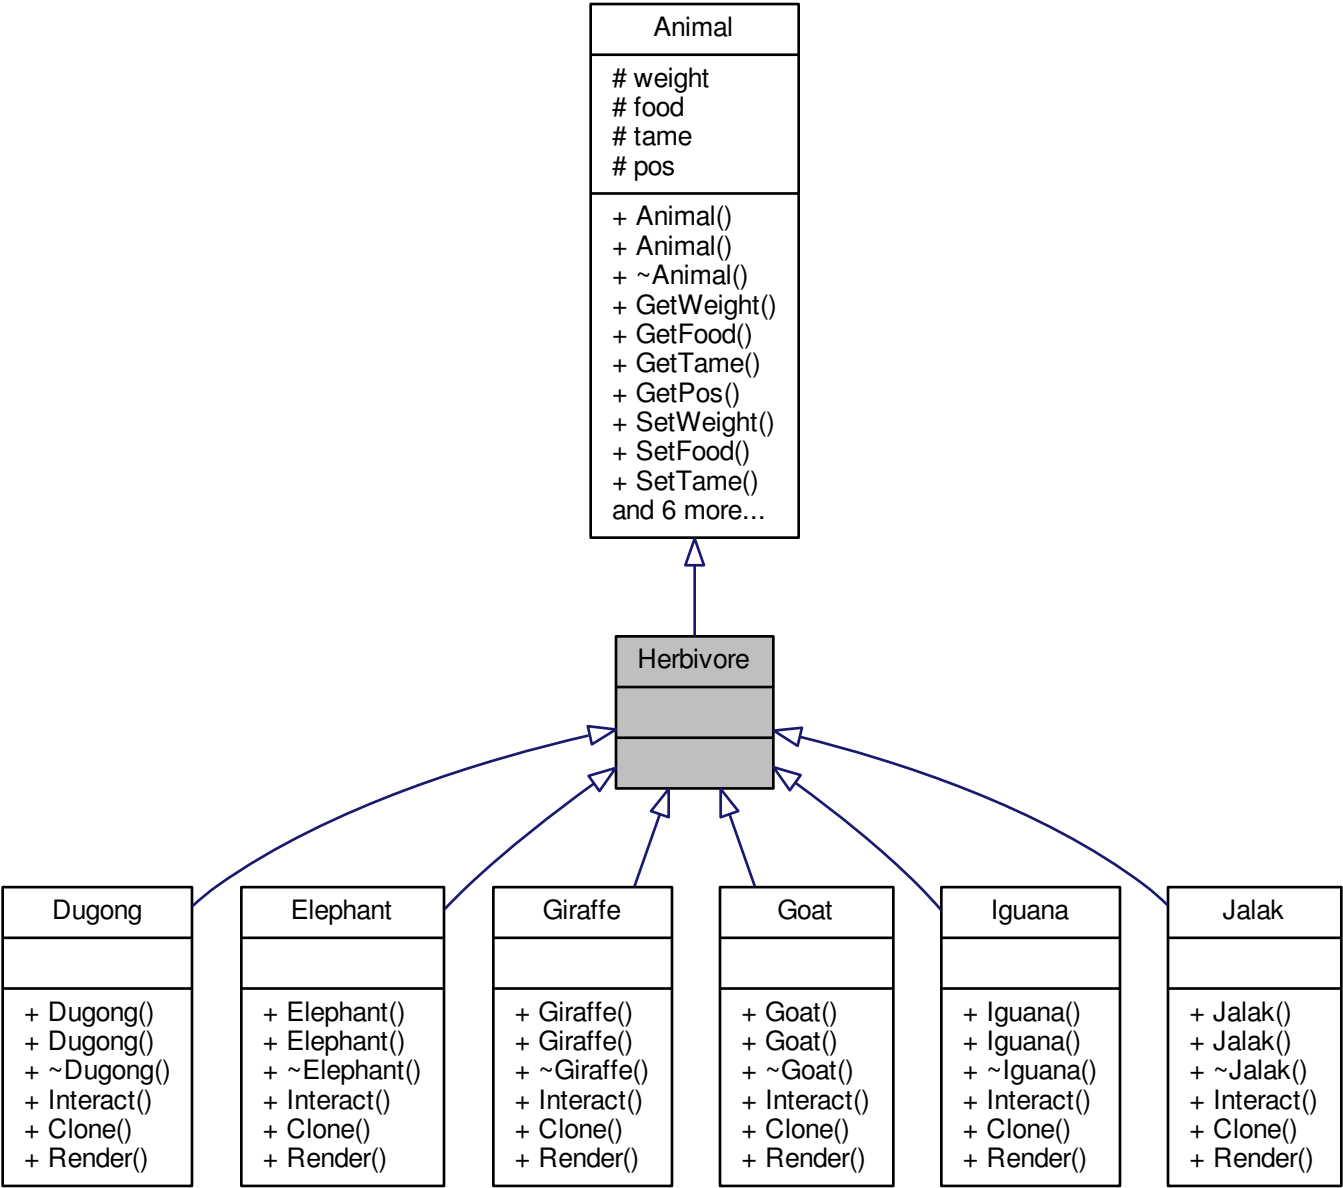 Animal
# weight
# food
# tame
# pos
+ Animal()
+ Animal()
+ ~Animal()
+ GetWeight()
+ GetFood()
+ GetTame()
+ GetPos()
+ SetWeight()
+ SetFood()
+ SetTame()
and 6 more...
Herbivore
Dugong
+ Dugong()
+ Dugong()
+ ~Dugong()
+ Interact()
+ Clone()
+ Render()
Elephant
+ Elephant()
+ Elephant()
+ ~Elephant()
+ Interact()
+ Clone()
+ Render()
Giraffe
+ Giraffe()
+ Giraffe()
+ ~Giraffe()
+ Interact()
+ Clone()
+ Render()
Goat
+ Goat()
+ Goat()
+ ~Goat()
+ Interact()
+ Clone()
+ Render()
Iguana
+ Iguana()
+ Iguana()
+ ~Iguana()
+ Interact()
+ Clone()
+ Render()
Jalak
+ Jalak()
+ Jalak()
+ ~Jalak()
+ Interact()
+ Clone()
+ Render()